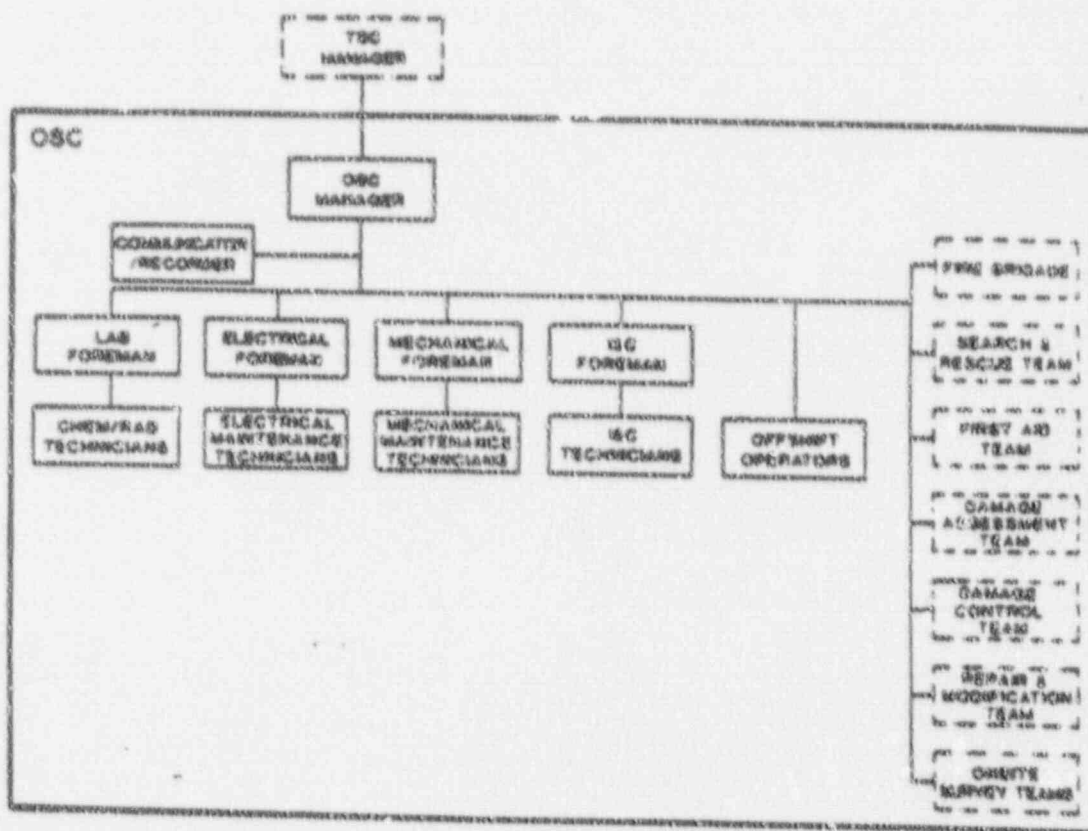 TSC
MANAGER
OSC
OSC
MANAGER
COMMUNICATOR
/RECORDER
LAB
FOREMAN
ELECTRICAL
FOREMAN
MECHANICAL
FOREMAN
I&C
FOREMAN
CHEM/RAD
TECHNICIANS
ELECTRICAL
MAINTENANCE
TECHNICIANS
MECHANICAL
MAINTENANCE
TECHNICIANS
I&C
TECHNICIANS
OFFSHIFT
OPERATORS
FIRE BRIGADE
SEARCH &
RESCUE TEAM
FIRST AID
TEAM
DAMAGE
ASSESSMENT
TEAM
DAMAGE
CONTROL
TEAM
REPAIR &
MODIFICATION
TEAM
ONSITE
SURVEY TEAMS